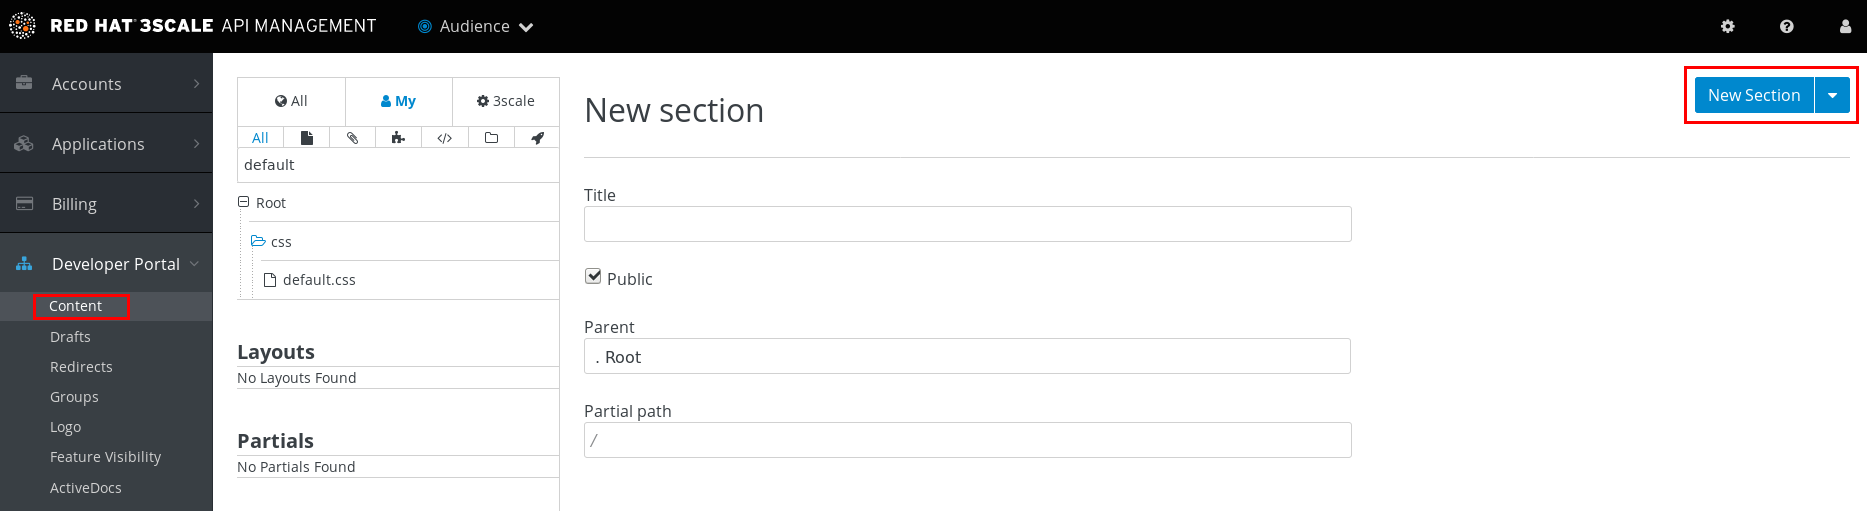 RED HAT 3SCALE API MANAGEMENT Audience
Accounts
Applications
Billing
Developer Portal
Content
Drafts
Redirects
Groups
Logo
Feature Visibility
ActiveDocs
All My 3scale
All </>
default
Root
css
default.css
Layouts
No Layouts Found
Partials
No Partials Found
New section
New Section
Title
Public
Parent
. Root
Partial path
/